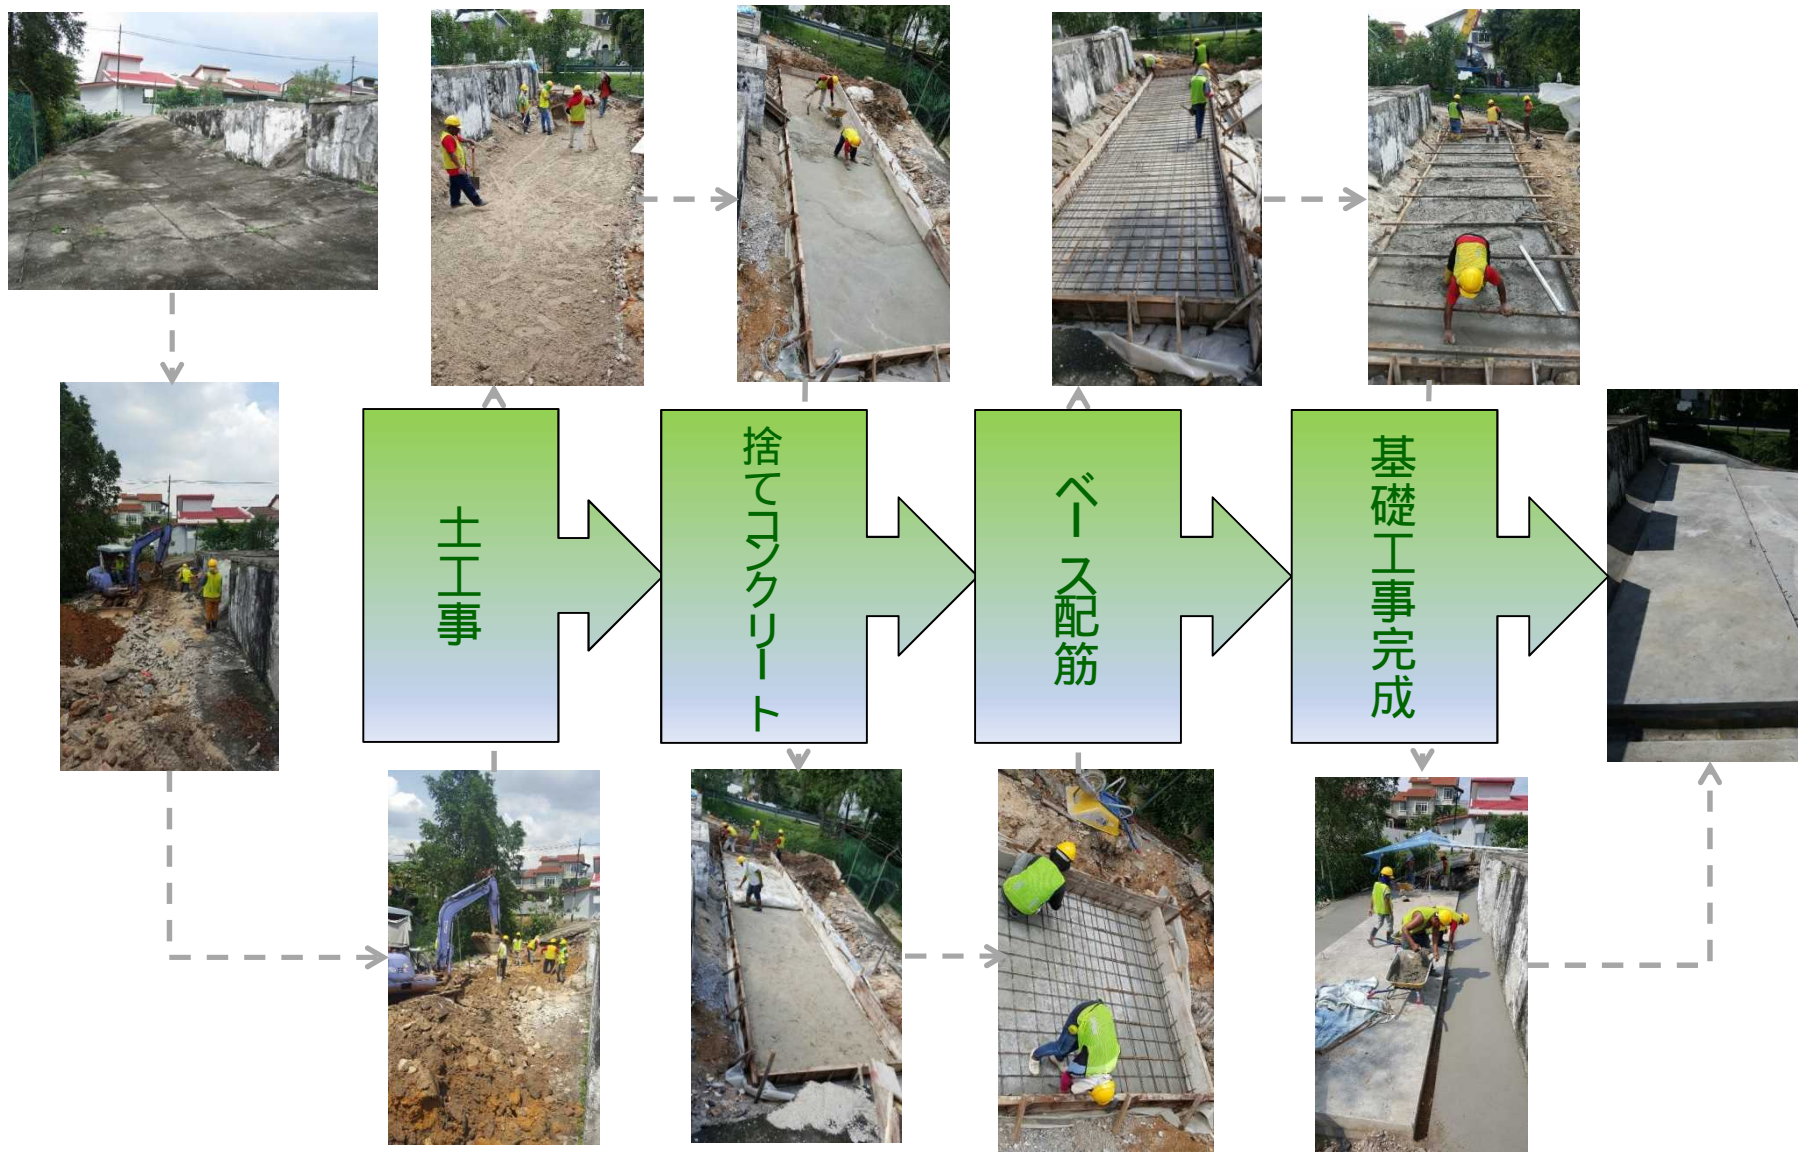 土工事
捨てコンクリート
ベース配筋
基礎工事完成